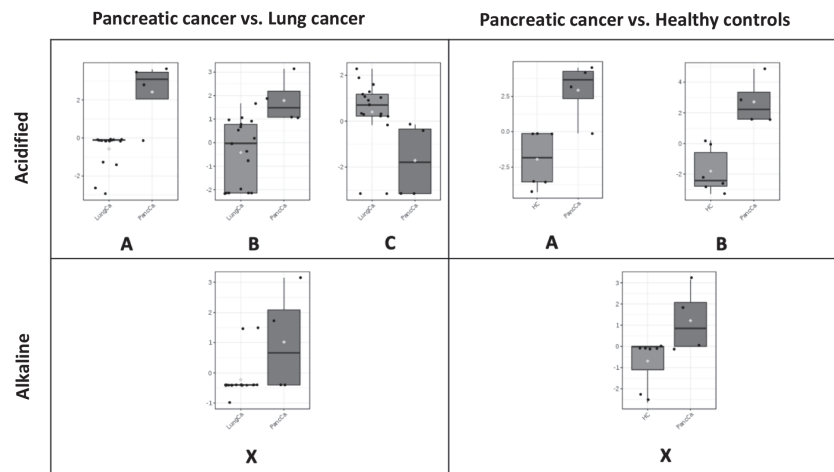 Pancreatic cancer vs. Lung cancer
Pancreatic cancer vs. Healthy controls
Acidified
2
0
-2
LungCa
PancCa
A
3
2
1
0
-1
-2
LungCa
PancCa
B
2
0
-2
LungCa
PancCa
C
2.5
0.0
-2.5
HC
PancCa
A
4
2
0
-2
HC
PancCa
B
Alkaline
3
2
1
0
-1
LungCa
PancCa
X
3
2
1
0
-1
-2
HC
PancCa
X